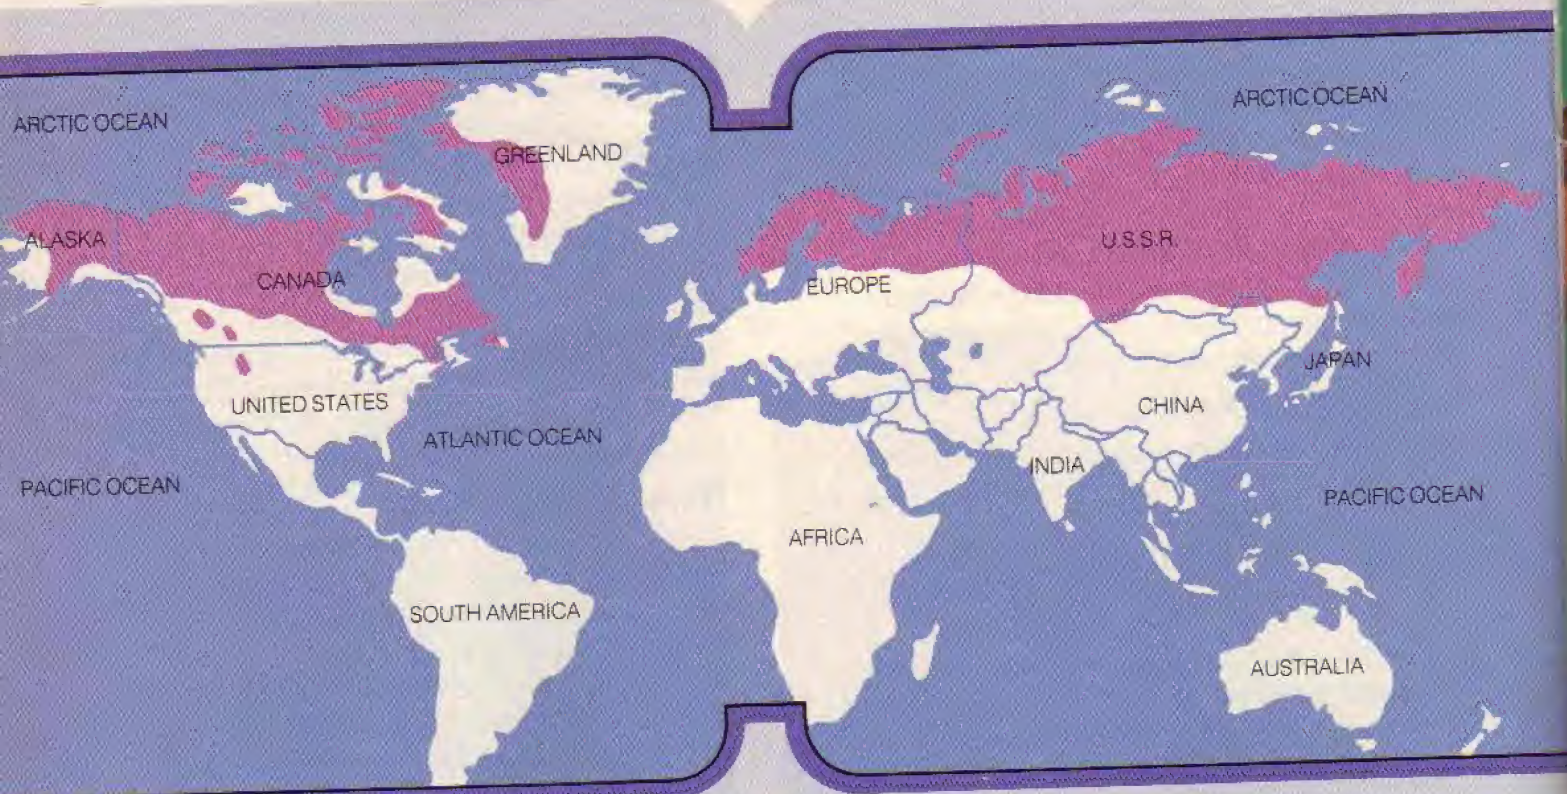 ARCTIC OCEAN
ARCTIC OCEAN
GREENLAND
ALASKA
CANADA
U.S.S.R.
EUROPE
JAPAN
UNITED STATES
CHINA
ATLANTIC OCEAN
INDIA
PACIFIC OCEAN
PACIFIC OCEAN
AFRICA
SOUTH AMERICA
AUSTRALIA